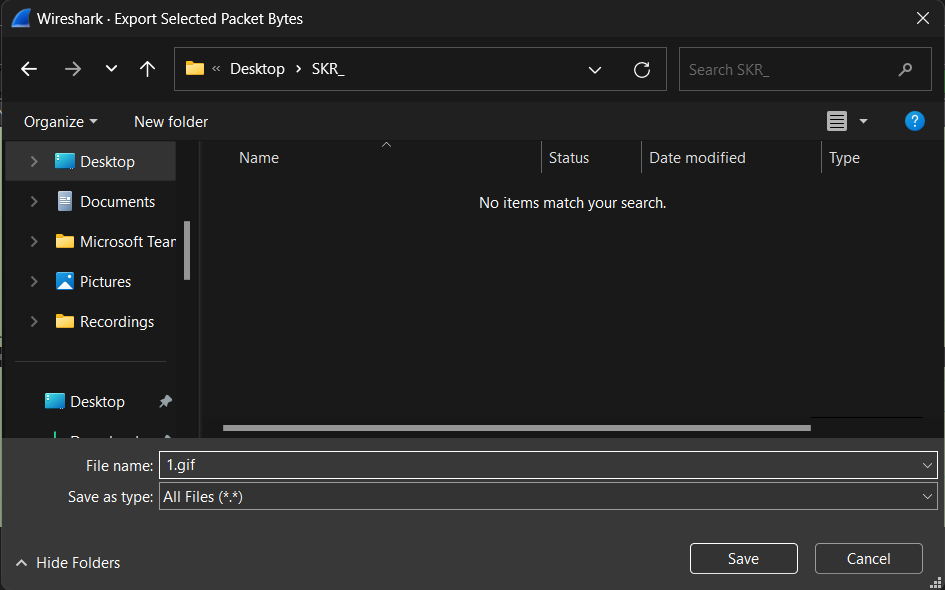 Wireshark · Export Selected Packet Bytes
« Desktop › SKR_
Search SKR_
Organize
New folder
Name
Status
Date modified
Type
Desktop
Documents
Microsoft Tear
Pictures
Recordings
Desktop
No items match your search.
File name: 1.gif
Save as type: All Files (*.*)
Hide Folders
Save
Cancel